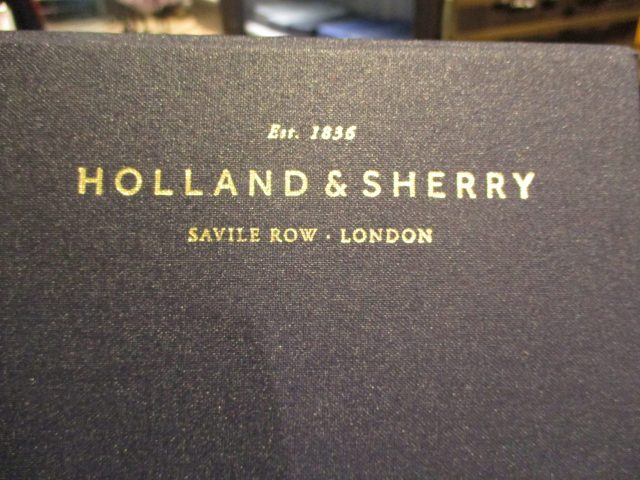 Est. 1836
HOLLAND & SHERRY
SAVILE ROW · LONDON